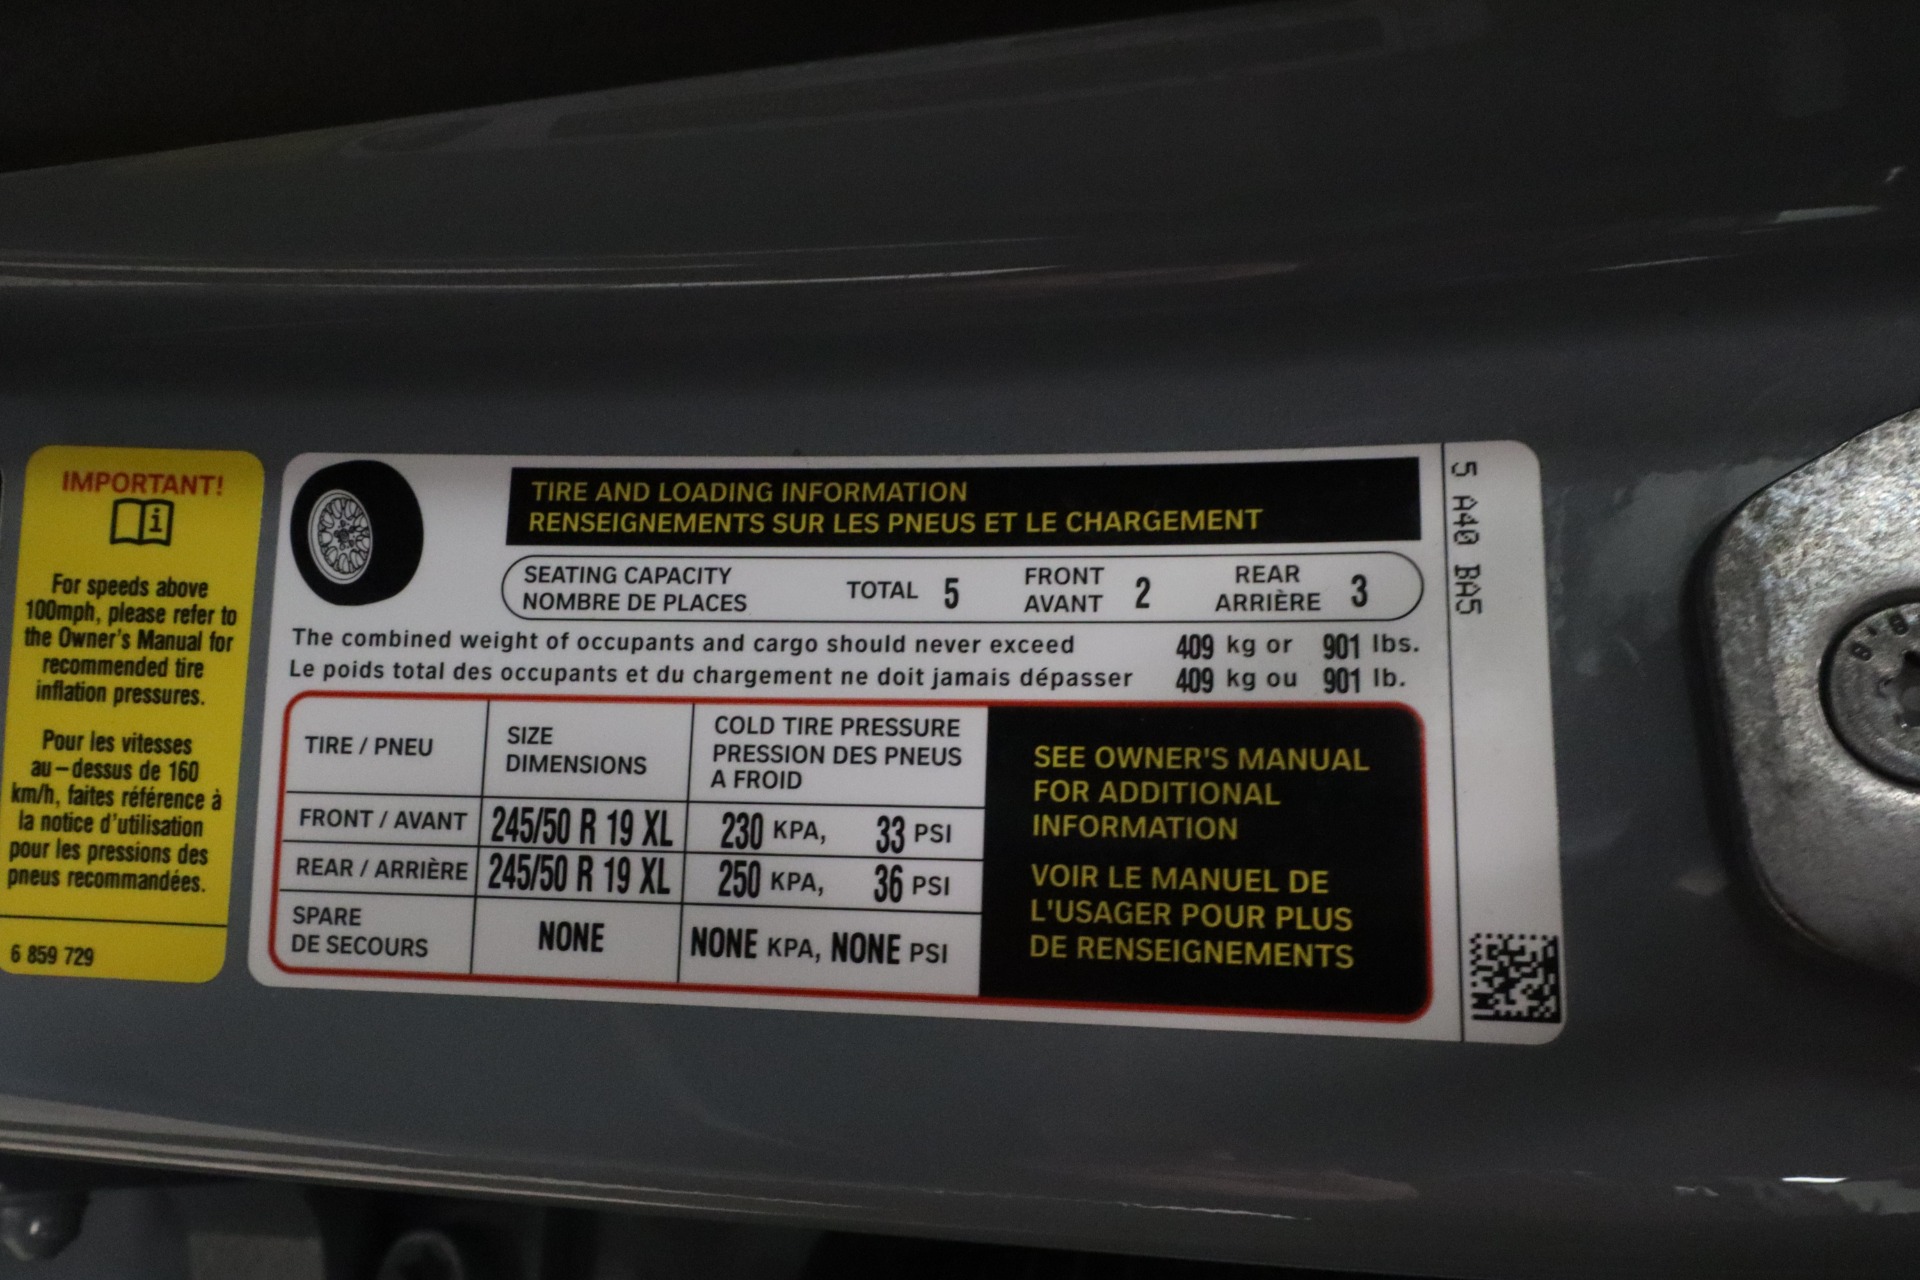 IMPORTANT!
For speeds above
100mph, please refer to
the Owner's Manual for
recommended tire
inflation pressures.
Pour les vitesses
au-dessus de 160
km/h, faites référence à
la notice d'utilisation
pour les pressions des
pneus recommandées.
6 859 729
TIRE AND LOADING INFORMATION
RENSEIGNEMENTS SUR LES PNEUS ET LE CHARGEMENT
SEATING CAPACITY
NOMBRE DE PLACES
TOTAL 5
FRONT
AVANT
2
REAR
ARRIÈRE
3
The combined weight of occupants and cargo should never exceed 409 kg or 901 lbs.
Le poids total des occupants et du chargement ne doit jamais dépasser 409 kg ou 901 lb.
TIRE / PNEU
SIZE
DIMENSIONS
COLD TIRE PRESSURE
PRESSION DES PNEUS
A FROID
FRONT / AVANT 245/50 R 19 XL 230 KPA, 33 PSI
REAR / ARRIÈRE 245/50 R 19 XL 250 KPA, 36 PSI
SPARE
DE SECOURS
NONE
NONE KPA, NONE PSI
SEE OWNER'S MANUAL
FOR ADDITIONAL
INFORMATION
VOIR LE MANUEL DE
L'USAGER POUR PLUS
DE RENSEIGNEMENTS
5 A40 BA5
8.8